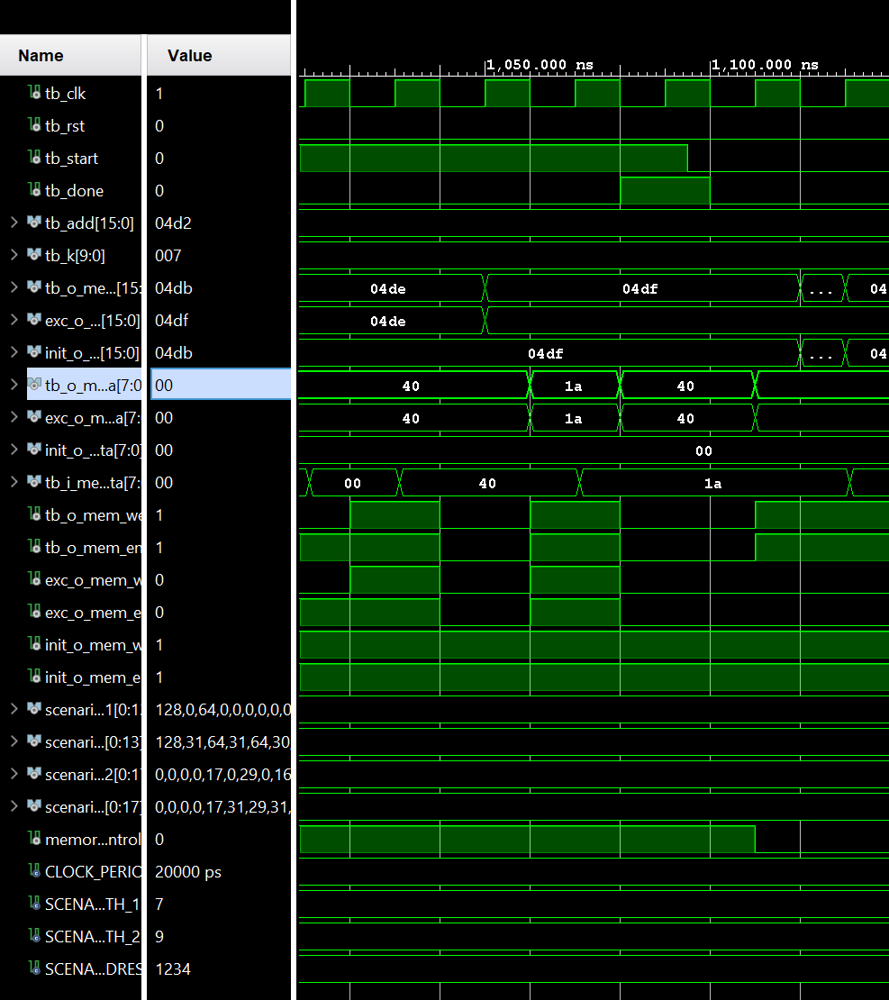 Name Value
1,050.000 ns 1,100.000 ns
tb_clk 1
tb_rst 0
tb_start 0
tb_done 0
tb_add[15:0] 04d2
tb_k[9:0] 007
tb_o_me...[15: 04db 04de 04df ... 04
exc_o_...[15:0] 04df 04de
init_o_...[15:0] 04db 04df ... 04
tb_o_m...a[7:0 00 40 1a 40
exc_o_m...a[7: 00 40 1a 40
init_o_...ta[7:0] 00 00
tb_i_me...ta[7: 00 00 40 1a
tb_o_mem_we 1
tb_o_mem_en 1
exc_o_mem_w 0
exc_o_mem_e 0
init_o_mem_w 1
init_o_mem_e 1
scenari...1[0:1 128,0,64,0,0,0,0,0,0
scenari...[0:13] 128,31,64,31,64,30,
scenari...2[0:1 0,0,0,0,17,0,29,0,16
scenari...[0:17] 0,0,0,0,17,31,29,31,
memor...ntrol 0
CLOCK_PERIO 20000 ps
SCENA...TH_1 7
SCENA...TH_2 9
SCENA...DRES 1234